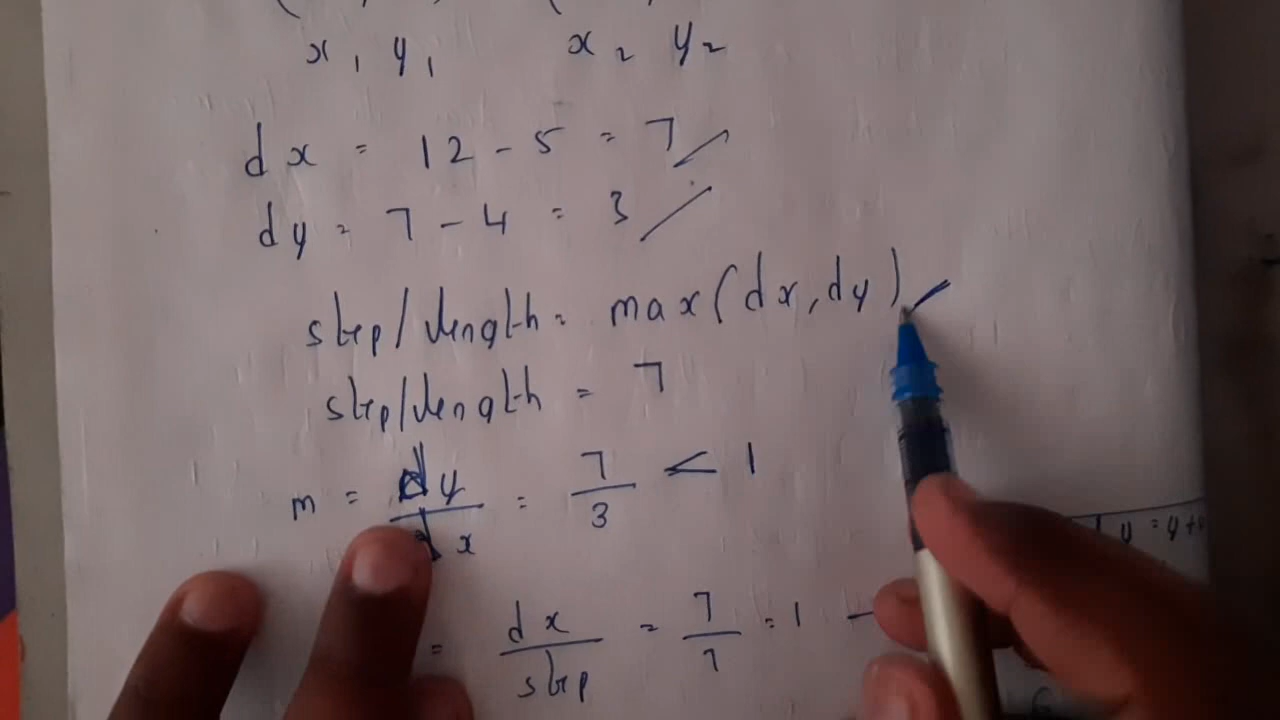 x1 y1 x2 y2
dx = 12 - 5 = 7
dy = 7 - 4 = 3
step/length = max(dx, dy)
step/length = 7
m = dy/dx = 7/3 < 1
= dx/step = 7/7 = 1
y = y +